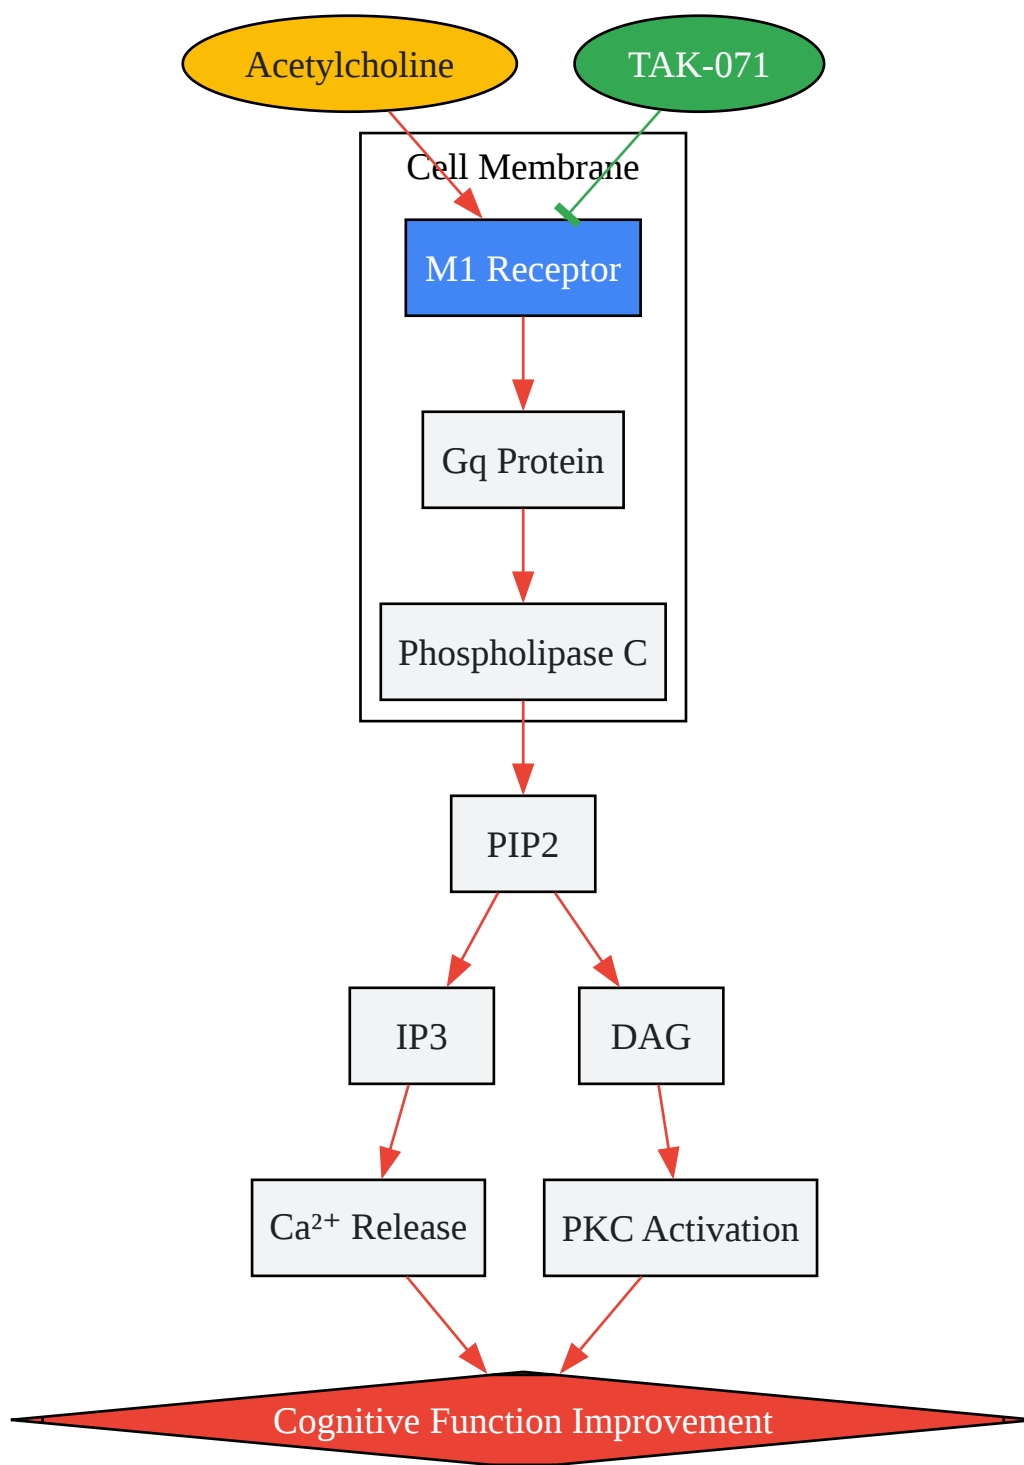 Acetylcholine
TAK-071
Cell Membrane
M1 Receptor
Gq Protein
Phospholipase C
PIP2
IP3
DAG
Ca²⁺ Release
PKC Activation
Cognitive Function Improvement